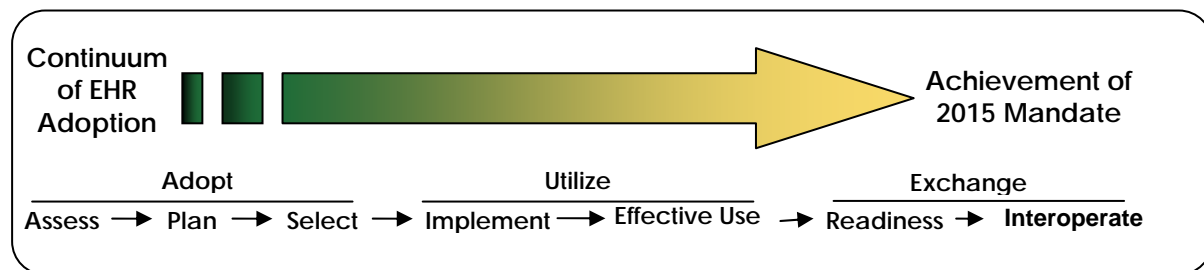 Continuum
of EHR
Adoption
Achievement of
2015 Mandate
Adopt
Utilize
Exchange
Assess → Plan → Select → Implement → Effective Use → Readiness → Interoperate